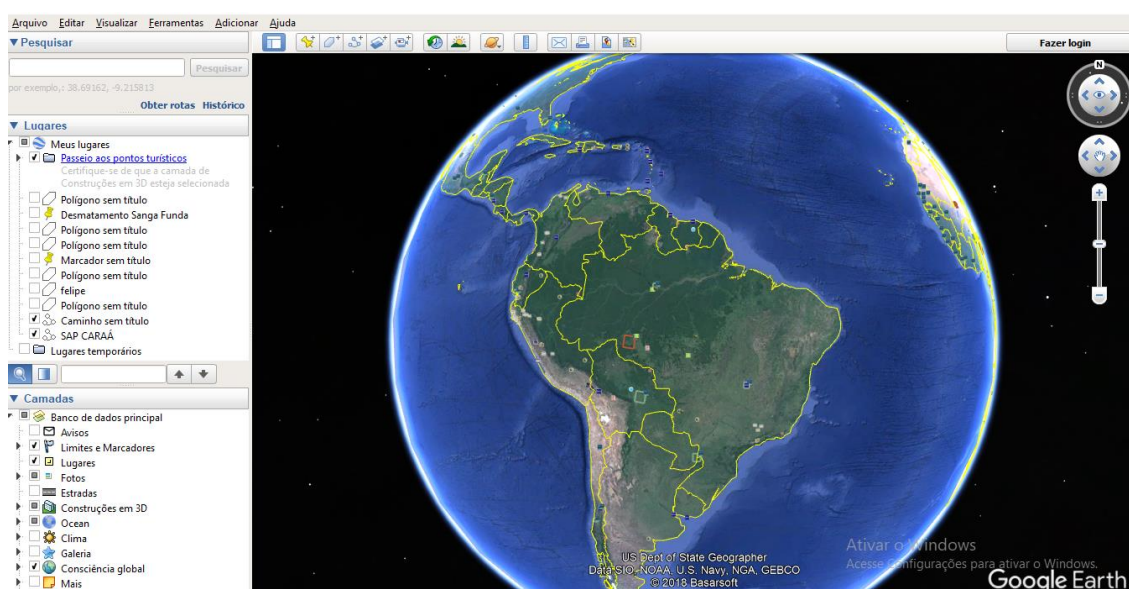 Arquivo Editar Visualizar Ferramentas Adicionar Ajuda
Pesquisar
Pesquisar
por exemplo,: 38.69162, -9.215813
Obter rotas Histórico
Lugares
Meus lugares
Passeio aos pontos turísticos
Certifique-se de que a camada de
Construções em 3D esteja selecionada
Polígono sem título
Desmatamento Sanga Funda
Polígono sem título
Polígono sem título
Marcador sem título
Polígono sem título
felipe
Polígono sem título
Caminho sem título
SAP CARAÁ
Lugares temporários
Camadas
Banco de dados principal
Avisos
Limites e Marcadores
Lugares
Fotos
Estradas
Construções em 3D
Ocean
Clima
Galeria
Consciência global
Mais
Fazer login
N
US Dept of State Geographer
Data SIO, NOAA, U.S. Navy, NGA, GEBCO
© 2018 Basarsoft
Ativar o Windows
Acesse Configurações para ativar o Windows.
Google Earth